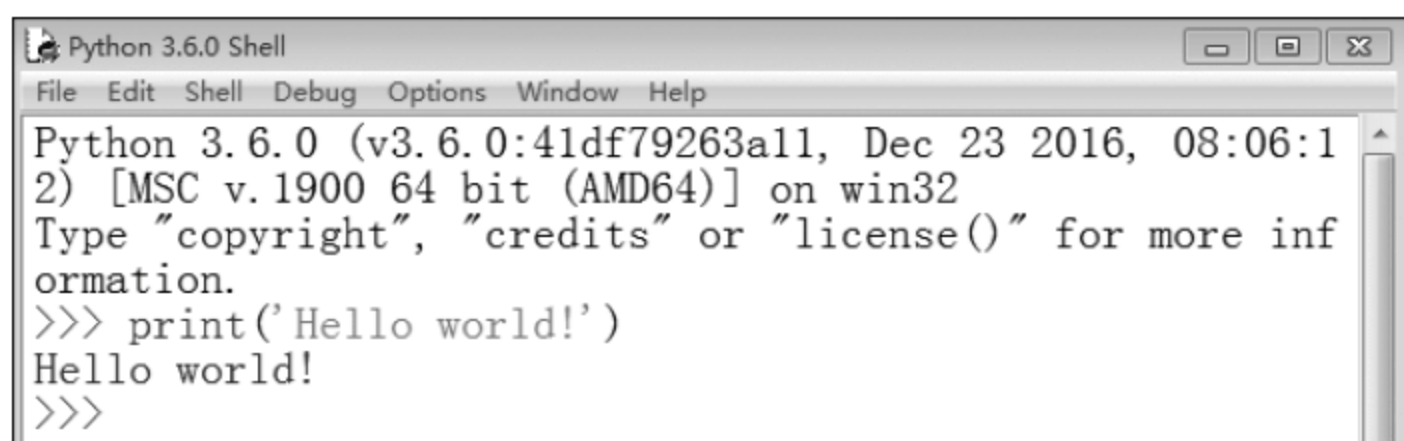 Python 3.6.0 Shell
File Edit Shell Debug Options Window Help
Python 3.6.0 (v3.6.0:41df79263a11, Dec 23 2016, 08:06:1
2) [MSC v.1900 64 bit (AMD64)] on win32
Type "copyright", "credits" or "license()" for more inf
ormation.
>>> print('Hello world!')
Hello world!
>>>